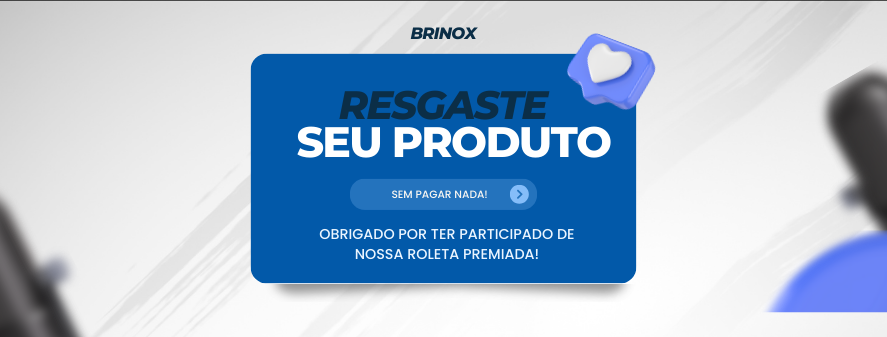 BRINOX
RESGASTE
SEU PRODUTO
SEM PAGAR NADA!
OBRIGADO POR TER PARTICIPADO DE
NOSSA ROLETA PREMIADA!